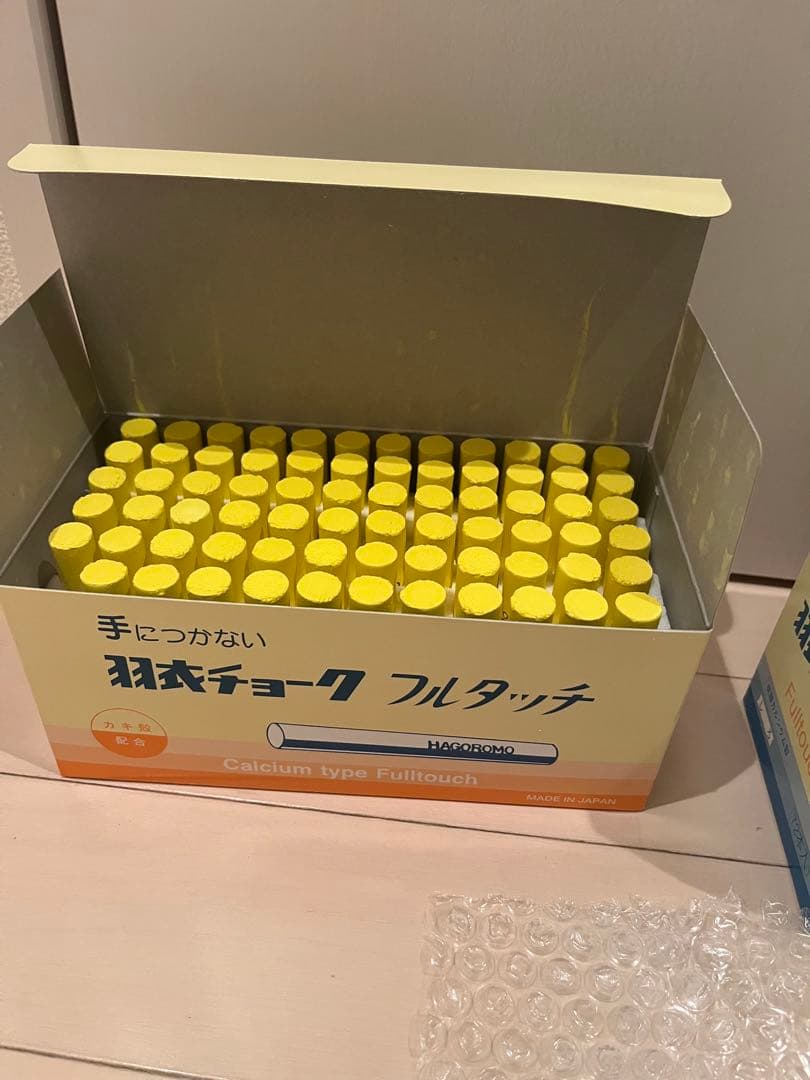 手につかない
羽衣チョーク フルタッチ
カキ殻
配合
HAGOROMO
Calcium type Fulltouch
MADE IN JAPAN
Fulltouch